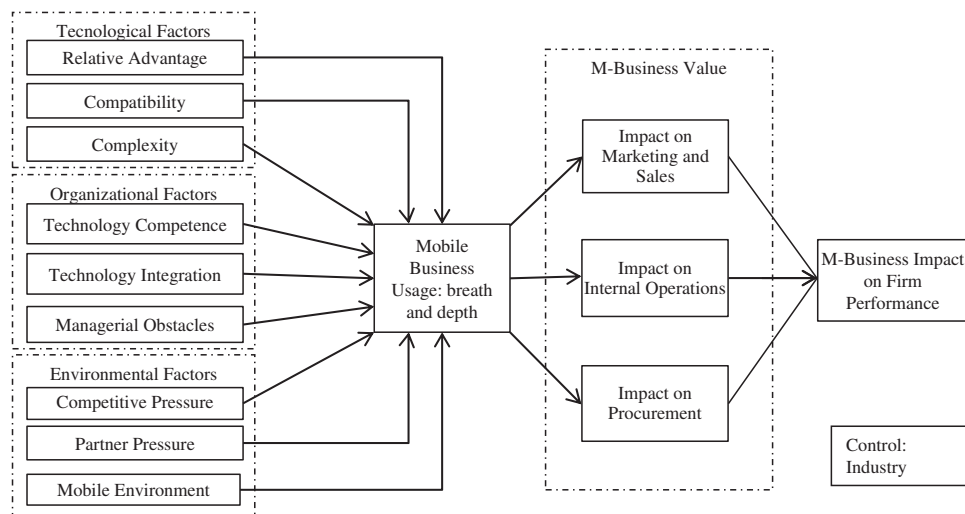 Tecnological Factors
Relative Advantage
Compatibility
Complexity
Organizational Factors
Technology Competence
Technology Integration
Managerial Obstacles
Environmental Factors
Competitive Pressure
Partner Pressure
Mobile Environment
Mobile
Business
Usage: breath
and depth
M-Business Value
Impact on
Marketing and
Sales
Impact on
Internal Operations
Impact on
Procurement
M-Business Impact
on Firm
Performance
Control:
Industry